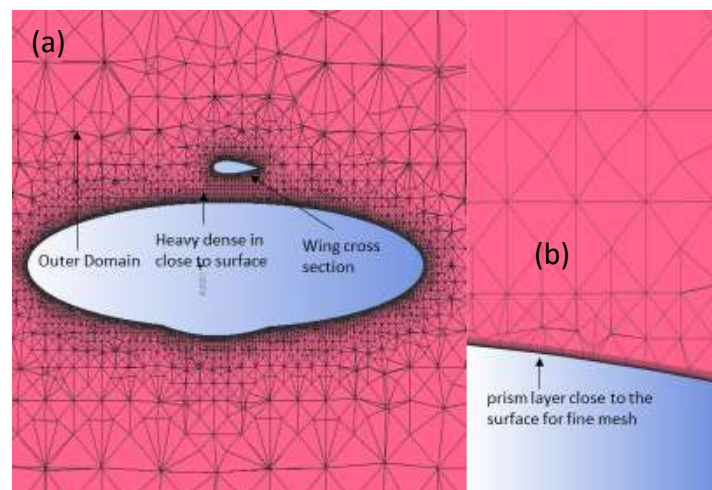 (a)
Outer Domain
Heavy dense in
close to surface
Wing cross
section
(b)
prism layer close to the
surface for fine mesh